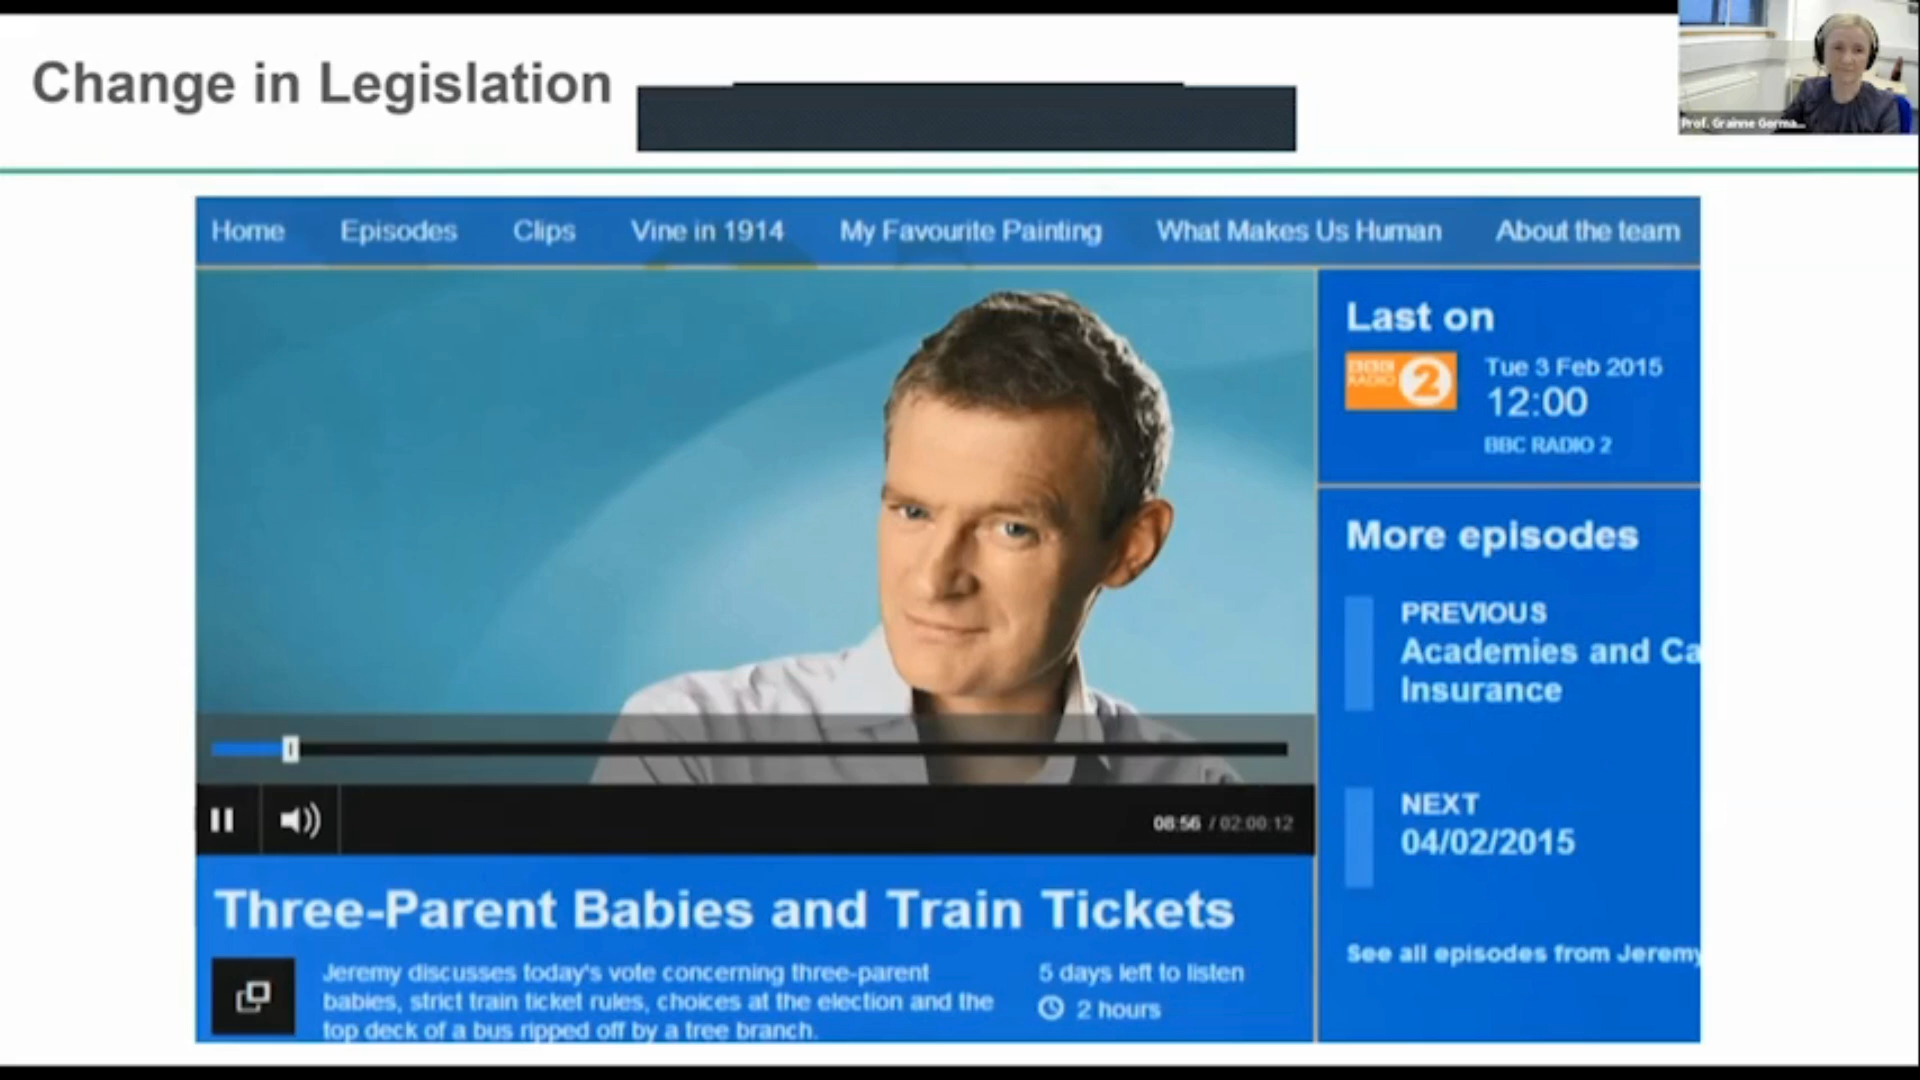 Change in Legislation
Prof. Grainne Gorma...
Home Episodes Clips Vine in 1914 My Favourite Painting What Makes Us Human About the team
Last on
BBC RADIO 2
Tue 3 Feb 2015
12:00
BBC RADIO 2
More episodes
PREVIOUS
Academies and Ca
Insurance
NEXT
04/02/2015
See all episodes from Jeremy
08:56 / 02:00:12
Three-Parent Babies and Train Tickets
Jeremy discusses today's vote concerning three-parent
babies, strict train ticket rules, choices at the election and the
top deck of a bus ripped off by a tree branch.
5 days left to listen
2 hours